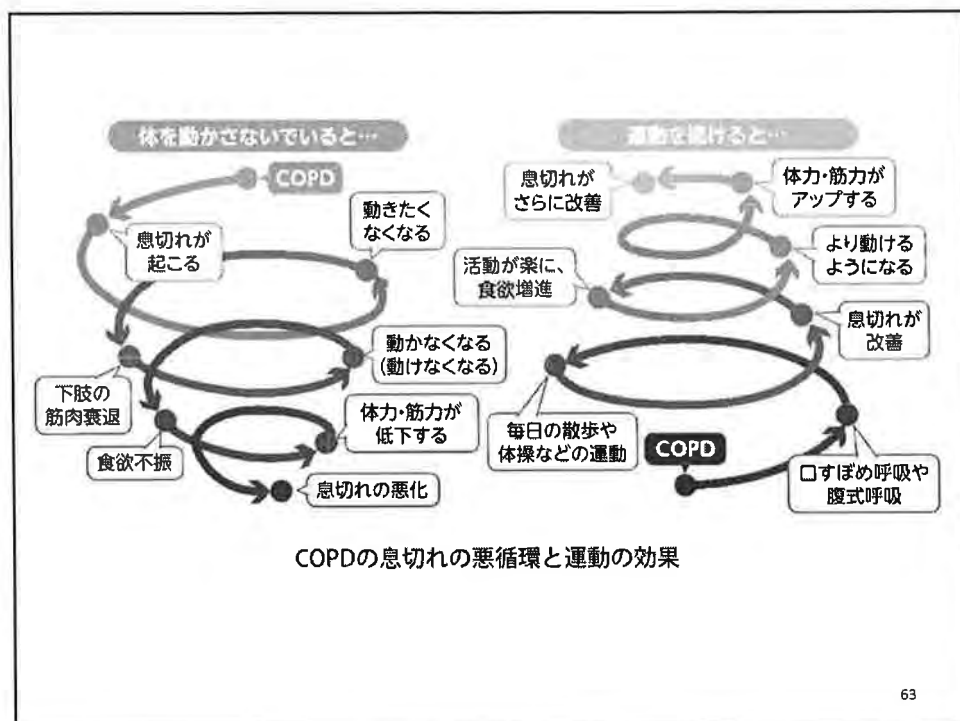 体を動かさないでいると…
COPD
息切れが
起こる
動きたく
なくなる
下肢の
筋肉衰退
動かなくなる
(動けなくなる)
食欲不振
体力・筋力が
低下する
息切れの悪化
運動を続けると…
COPD
口すぼめ呼吸や
腹式呼吸
毎日の散歩や
体操などの運動
息切れが
改善
活動が楽に、
食欲増進
より動ける
ようになる
体力・筋力が
アップする
息切れが
さらに改善
COPDの息切れの悪循環と運動の効果
63